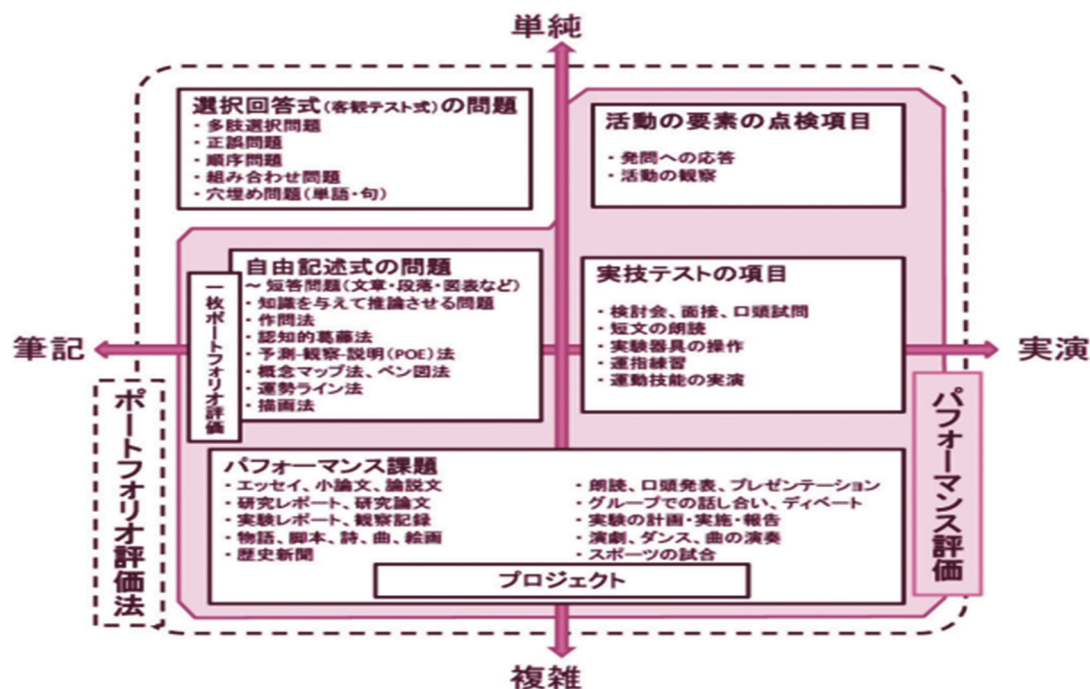 単純
選択回答式(客観テスト式)の問題
・多肢選択問題
・正誤問題
・順序問題
・組み合わせ問題
・穴埋め問題(単語・句)
活動の要素の点検項目
・発問への応答
・活動の観察
自由記述式の問題
～短答問題(文章・段落・図表など)
・知識を与えて推論させる問題
・作問法
・認知的葛藤法
・予測-観察-説明(POE)法
・概念マップ法、ベン図法
・運勢ライン法
・描画法
一枚ポートフォリオ評価
実技テストの項目
・検討会、面接、口頭試問
・短文の朗読
・実験器具の操作
・運指練習
・運動技能の実演
筆記
実演
ポートフォリオ評価法
パフォーマンス評価
パフォーマンス課題
・エッセイ、小論文、論説文
・研究レポート、研究論文
・実験レポート、観察記録
・物語、脚本、詩、曲、絵画
・歴史新聞
・朗読、口頭発表、プレゼンテーション
・グループでの話し合い、ディベート
・実験の計画・実施・報告
・演劇、ダンス、曲の演奏
・スポーツの試合
プロジェクト
複雑